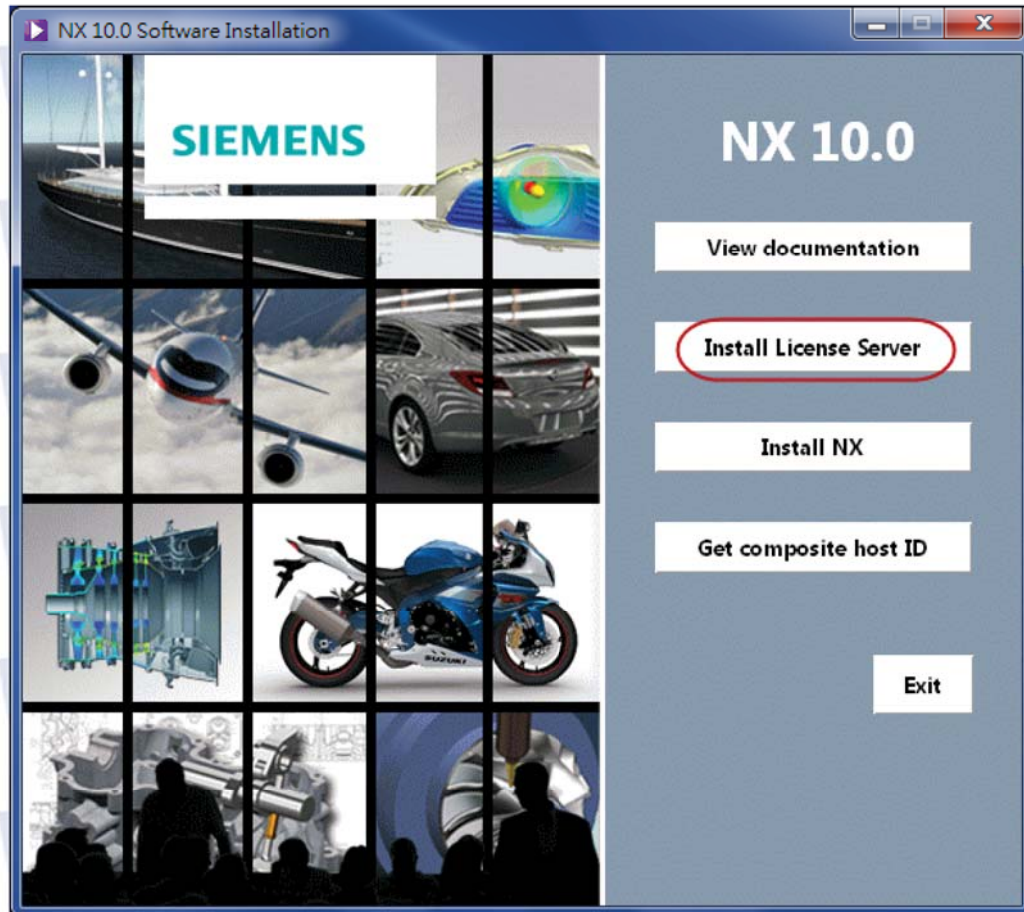 NX 10.0 Software Installation
SIEMENS
NX 10.0
View documentation
Install License Server
Install NX
Get composite host ID
Exit
SUZUKI